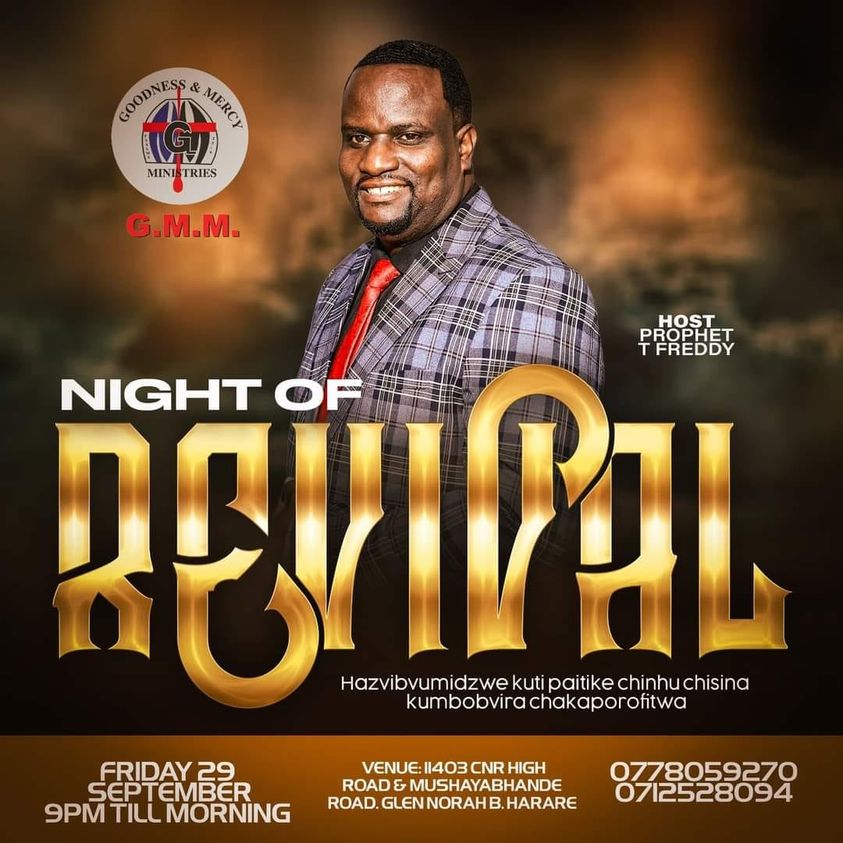 GOODNESS & MERCY
GL
MINISTRIES
G.M.M.
HOST
PROPHET
T FREDDY
NIGHT OF
REVIVAL
Hazvibvumidzwe kuti paitike chinhu chisina
kumbobvira chakaporofitwa
FRIDAY 29
SEPTEMBER
9PM TILL MORNING
VENUE: 11403 CNR HIGH
ROAD & MUSHAYABHANDE
ROAD. GLEN NORAH B. HARARE
0778059270
0712528094